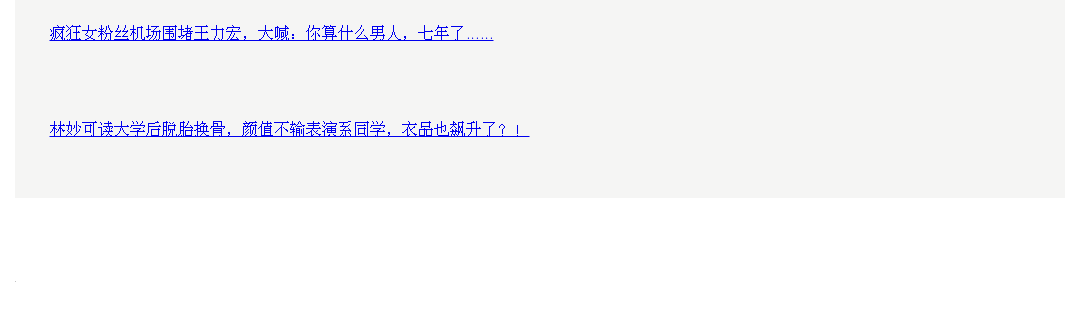 疯狂女粉丝机场围堵王力宏，大喊：你算什么男人，七年了......
林妙可读大学后脱胎换骨，颜值不输表演系同学，衣品也飙升了？！